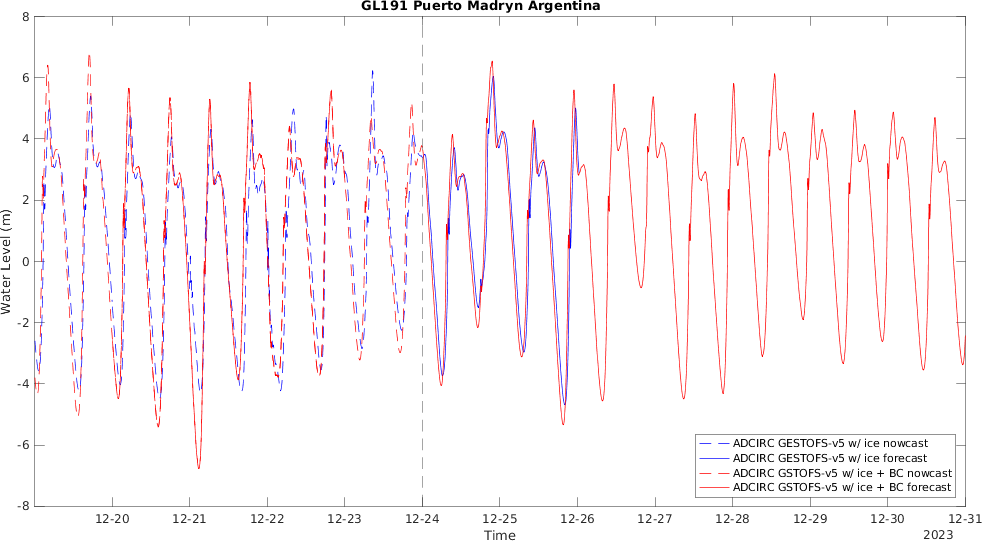 GL191 Puerto Madryn Argentina
8
6
4
2
0
-2
-4
-6
-8
Water Level (m)
ADCIRC GESTOFS-v5 w/ ice nowcast
ADCIRC GESTOFS-v5 w/ ice forecast
ADCIRC GSTOFS-v5 w/ ice + BC nowcast
ADCIRC GSTOFS-v5 w/ ice + BC forecast
12-20 12-21 12-22 12-23 12-24 12-25 12-26 12-27 12-28 12-29 12-30 12-31
Time
2023